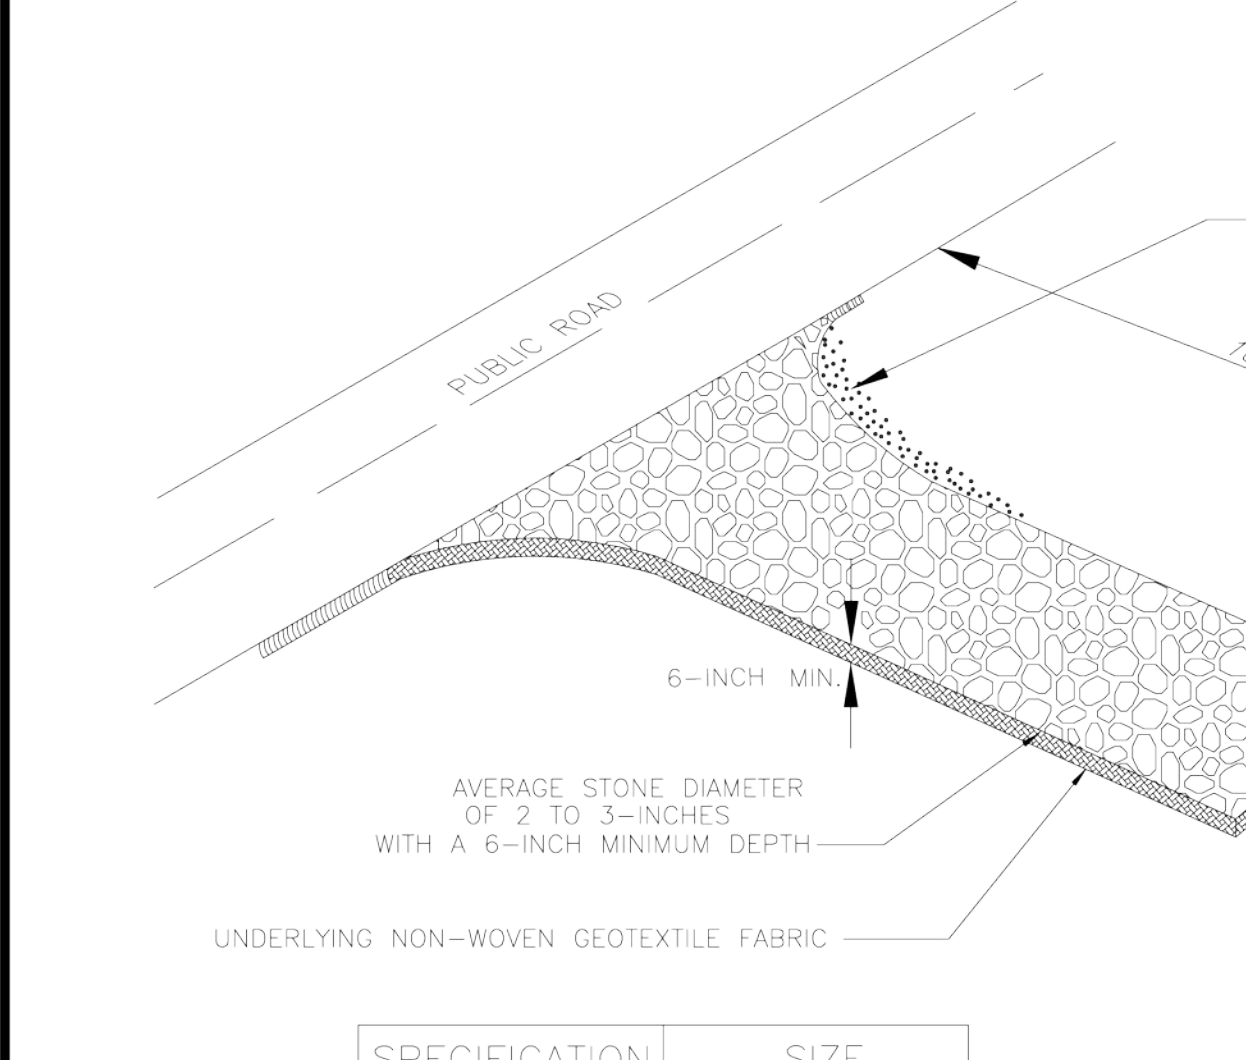 PUBLIC ROAD
6-INCH MIN.
AVERAGE STONE DIAMETER
OF 2 TO 3-INCHES
WITH A 6-INCH MINIMUM DEPTH
UNDERLYING NON-WOVEN GEOTEXTILE FABRIC
SPECIFICATION SIZE